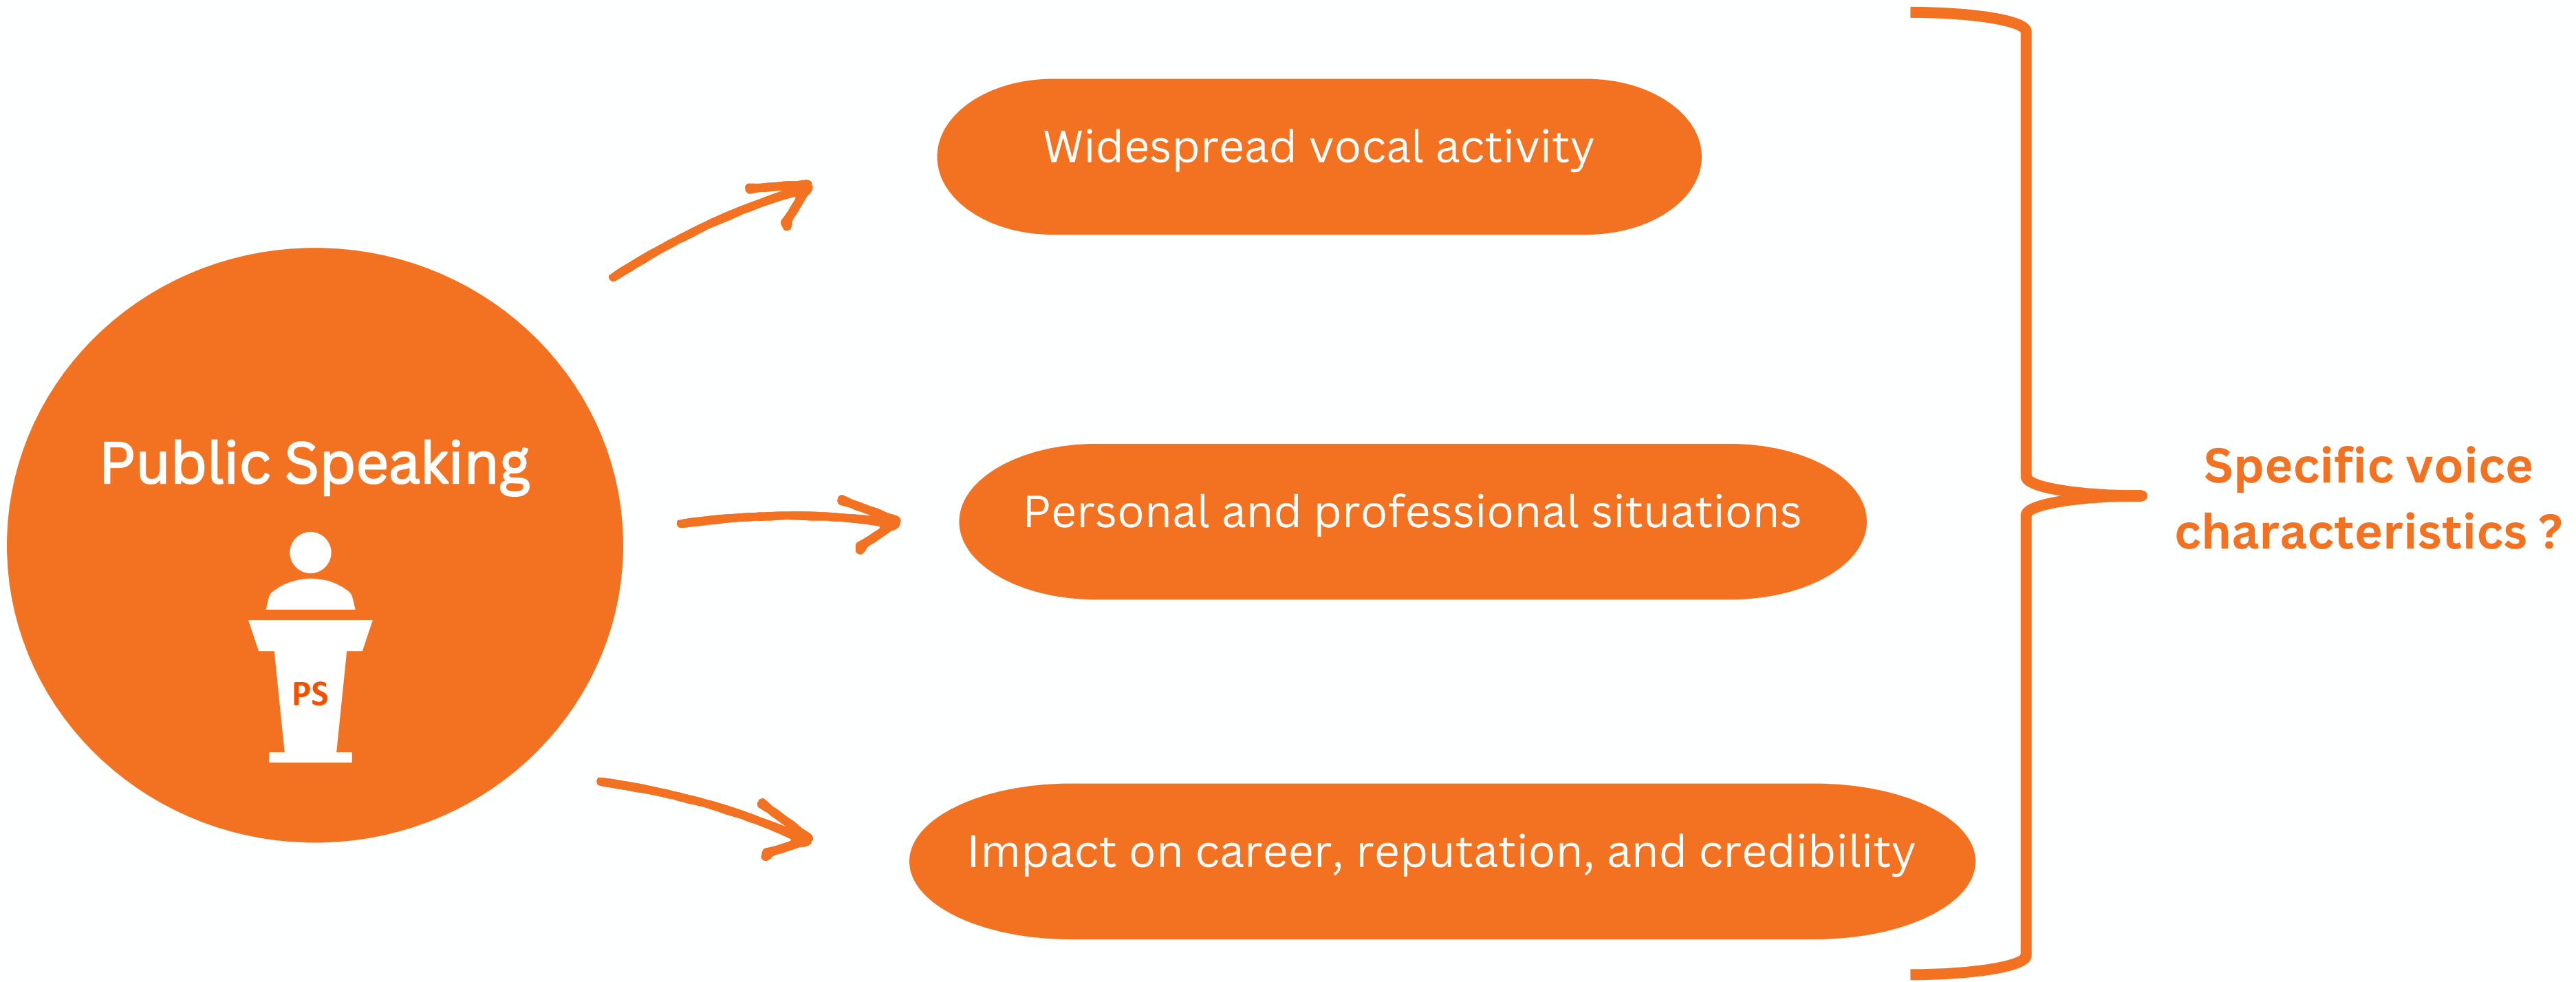 Public Speaking
PS
Widespread vocal activity
Personal and professional situations
Impact on career, reputation, and credibility
Specific voice
characteristics ?